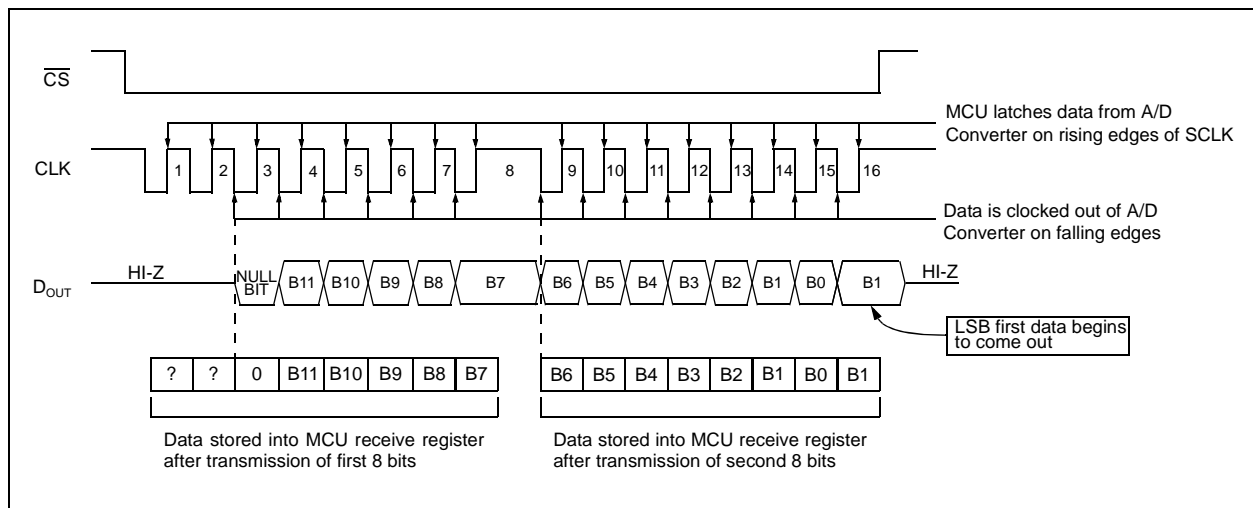 CS
MCU latches data from A/D
Converter on rising edges of SCLK
CLK
1 2 3 4 5 6 7 8 9 10 11 12 13 14 15 16
Data is clocked out of A/D
Converter on falling edges
HI-Z
HI-Z
DOUT
NULL
BIT
B11 B10 B9 B8 B7 B6 B5 B4 B3 B2 B1 B0 B1
LSB first data begins
to come out
? ? 0 B11 B10 B9 B8 B7
B6 B5 B4 B3 B2 B1 B0 B1
Data stored into MCU receive register
after transmission of first 8 bits
Data stored into MCU receive register
after transmission of second 8 bits